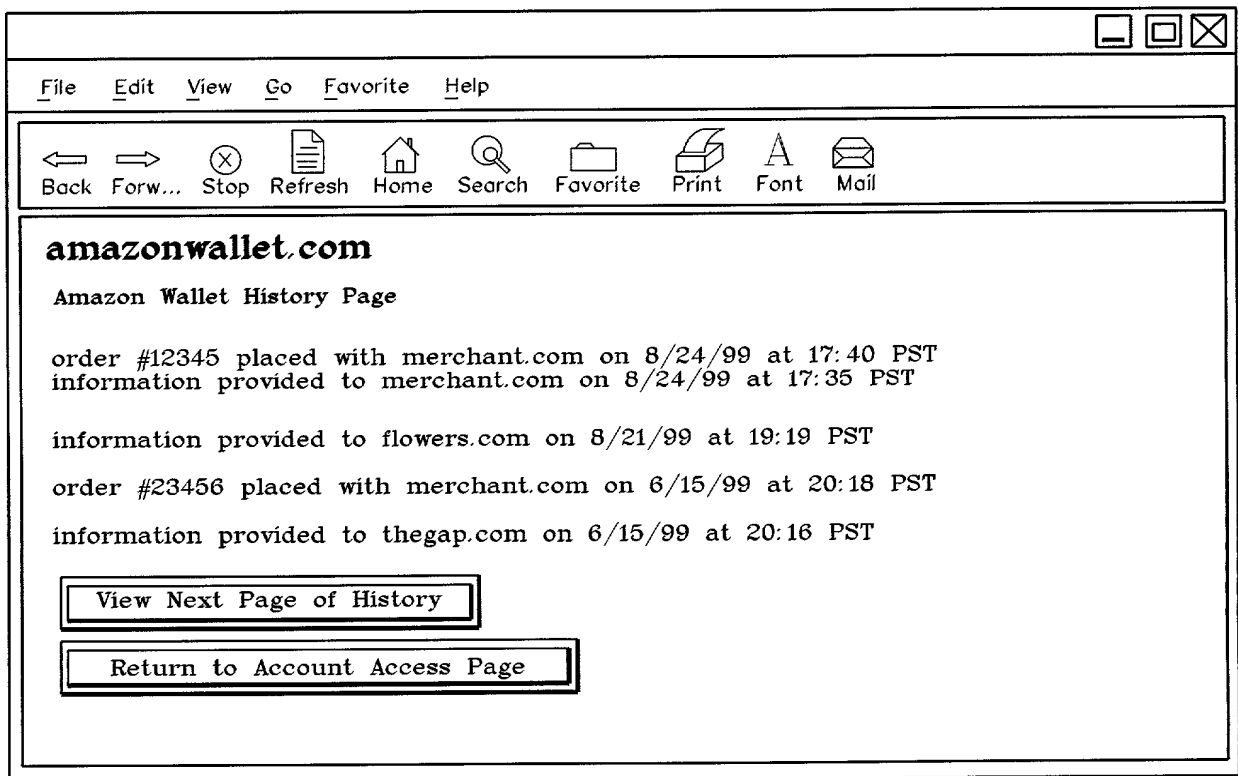 File Edit View Go Favorite Help
Back Forw... Stop Refresh Home Search Favorite Print Font Mail
amazonwallet.com
Amazon Wallet History Page
order #12345 placed with merchant.com on 8/24/99 at 17:40 PST
information provided to merchant.com on 8/24/99 at 17:35 PST
information provided to flowers.com on 8/21/99 at 19:19 PST
order #23456 placed with merchant.com on 6/15/99 at 20:18 PST
information provided to thegap.com on 6/15/99 at 20:16 PST
View Next Page of History
Return to Account Access Page